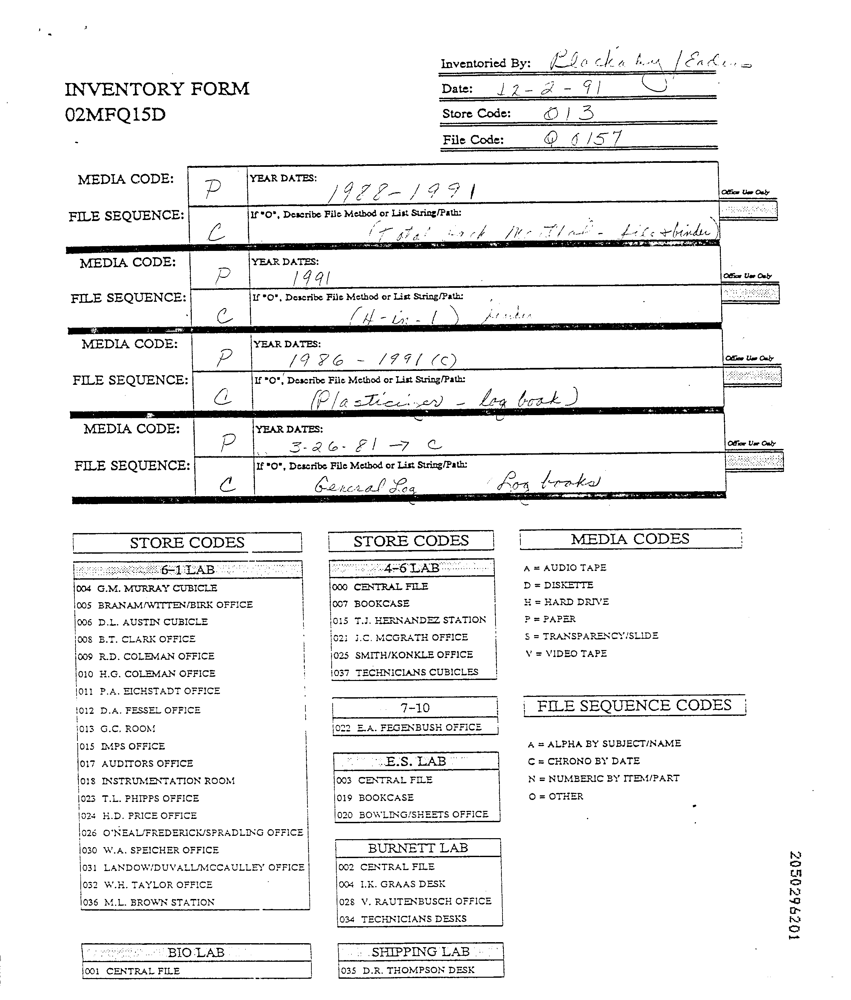 Inventoried By:
INVENTORY FORM
Date: 12-2-91
02MFQ15D
Store Code: 013
File Code: Q0157
MEDIA CODE: P YEAR DATES: 1988-1991
Office Use Only
FILE SEQUENCE: C If "O", Describe File Method or List String/Path:
(Total - file + binder)
MEDIA CODE: P YEAR DATES: 1991
Office Use Only
FILE SEQUENCE: C If "O", Describe File Method or List String/Path:
(H-in-1) binder
MEDIA CODE: P YEAR DATES: 1986 - 1991 (C)
Office Use Only
FILE SEQUENCE: C If "O", Describe File Method or List String/Path:
(Plasticizer - log book)
MEDIA CODE: P YEAR DATES: 3-26-81 → C
Office Use Only
FILE SEQUENCE: C If "O", Describe File Method or List String/Path:
General Log Log books
STORE CODES
6-1 LAB
004 G.M. MURRAY CUBICLE
005 BRANAM/WITTEN/BIRK OFFICE
006 D.L. AUSTIN CUBICLE
008 B.T. CLARK OFFICE
009 R.D. COLEMAN OFFICE
010 H.G. COLEMAN OFFICE
011 P.A. EICHSTADT OFFICE
012 D.A. FESSEL OFFICE
013 G.C. ROOM
015 IMPS OFFICE
017 AUDITORS OFFICE
018 INSTRUMENTATION ROOM
023 T.L. PHIPPS OFFICE
024 H.D. PRICE OFFICE
026 O'NEAL/FREDERICK/SPRADLING OFFICE
030 W.A. SPEICHER OFFICE
031 LANDOW/DUVALL/MCCAULLEY OFFICE
032 W.H. TAYLOR OFFICE
036 M.L. BROWN STATION
BIO LAB
001 CENTRAL FILE
STORE CODES
4-6 LAB
000 CENTRAL FILE
007 BOOKCASE
015 T.J. HERNANDEZ STATION
021 J.C. MCGRATH OFFICE
025 SMITH/KONKLE OFFICE
037 TECHNICIANS CUBICLES
7-10
022 E.A. FEGENBUSH OFFICE
E.S. LAB
003 CENTRAL FILE
019 BOOKCASE
020 BOWLING/SHEETS OFFICE
BURNETT LAB
002 CENTRAL FILE
004 I.K. GRAAS DESK
028 V. RAUTENBUSCH OFFICE
034 TECHNICIANS DESKS
SHIPPING LAB
035 D.R. THOMPSON DESK
MEDIA CODES
A = AUDIO TAPE
D = DISKETTE
H = HARD DRIVE
P = PAPER
S = TRANSPARENCY/SLIDE
V = VIDEO TAPE
FILE SEQUENCE CODES
A = ALPHA BY SUBJECT/NAME
C = CHRONO BY DATE
N = NUMBERIC BY ITEM/PART
O = OTHER
2050296201